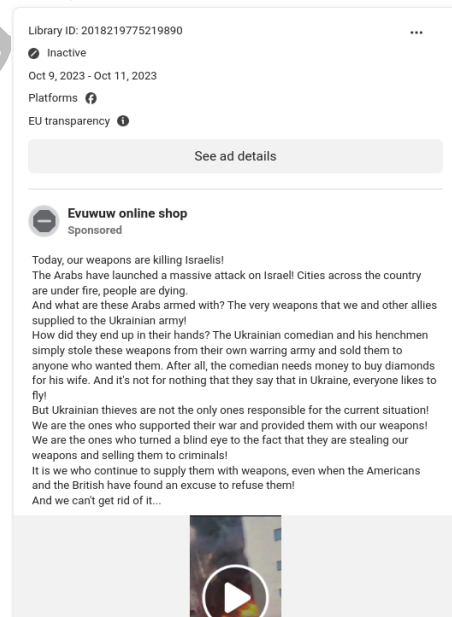 Library ID: 2018219775219890
Inactive
Oct 9, 2023 - Oct 11, 2023
Platforms
EU transparency
See ad details
Evuwuw online shop
Sponsored
Today, our weapons are killing Israelis!
The Arabs have launched a massive attack on Israel! Cities across the country
are under fire, people are dying.
And what are these Arabs armed with? The very weapons that we and other allies
supplied to the Ukrainian army!
How did they end up in their hands? The Ukrainian comedian and his henchmen
simply stole these weapons from their own warring army and sold them to
anyone who wanted them. After all, the comedian needs money to buy diamonds
for his wife. And it's not for nothing that they say that in Ukraine, everyone likes to
fly!
But Ukrainian thieves are not the only ones responsible for the current situation!
We are the ones who supported their war and provided them with our weapons!
We are the ones who turned a blind eye to the fact that they are stealing our
weapons and selling them to criminals!
It is we who continue to supply them with weapons, even when the Americans
and the British have found an excuse to refuse them!
And we can't get rid of it...